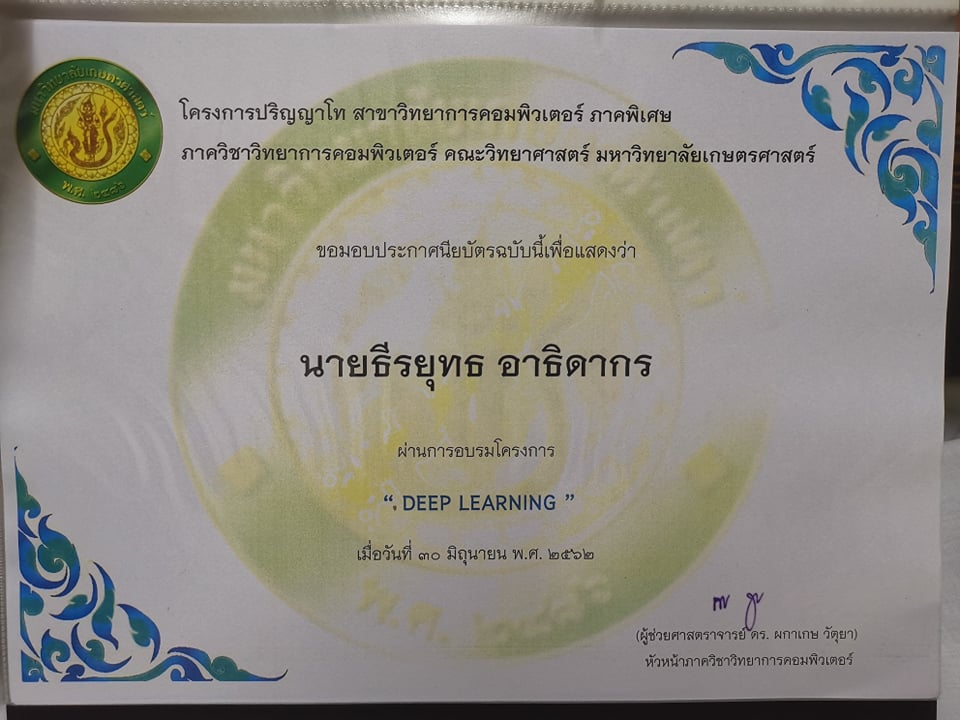 มหาวิทยาลัยเกษตรศาสตร์
พ.ศ. ๒๔๘๖
โครงการปริญญาโท สาขาวิทยาการคอมพิวเตอร์ ภาคพิเศษ
ภาควิชาวิทยาการคอมพิวเตอร์ คณะวิทยาศาสตร์ มหาวิทยาลัยเกษตรศาสตร์
ขอมอบประกาศนียบัตรฉบับนี้เพื่อแสดงว่า
นายธีรยุทธ อาธิดากร
ผ่านการอบรมโครงการ
“ DEEP LEARNING ”
เมื่อวันที่ ๓๐ มิถุนายน พ.ศ. ๒๕๖๒
(ผู้ช่วยศาสตราจารย์ ดร. ผกาเกษ วัตุยา)
หัวหน้าภาควิชาวิทยาการคอมพิวเตอร์